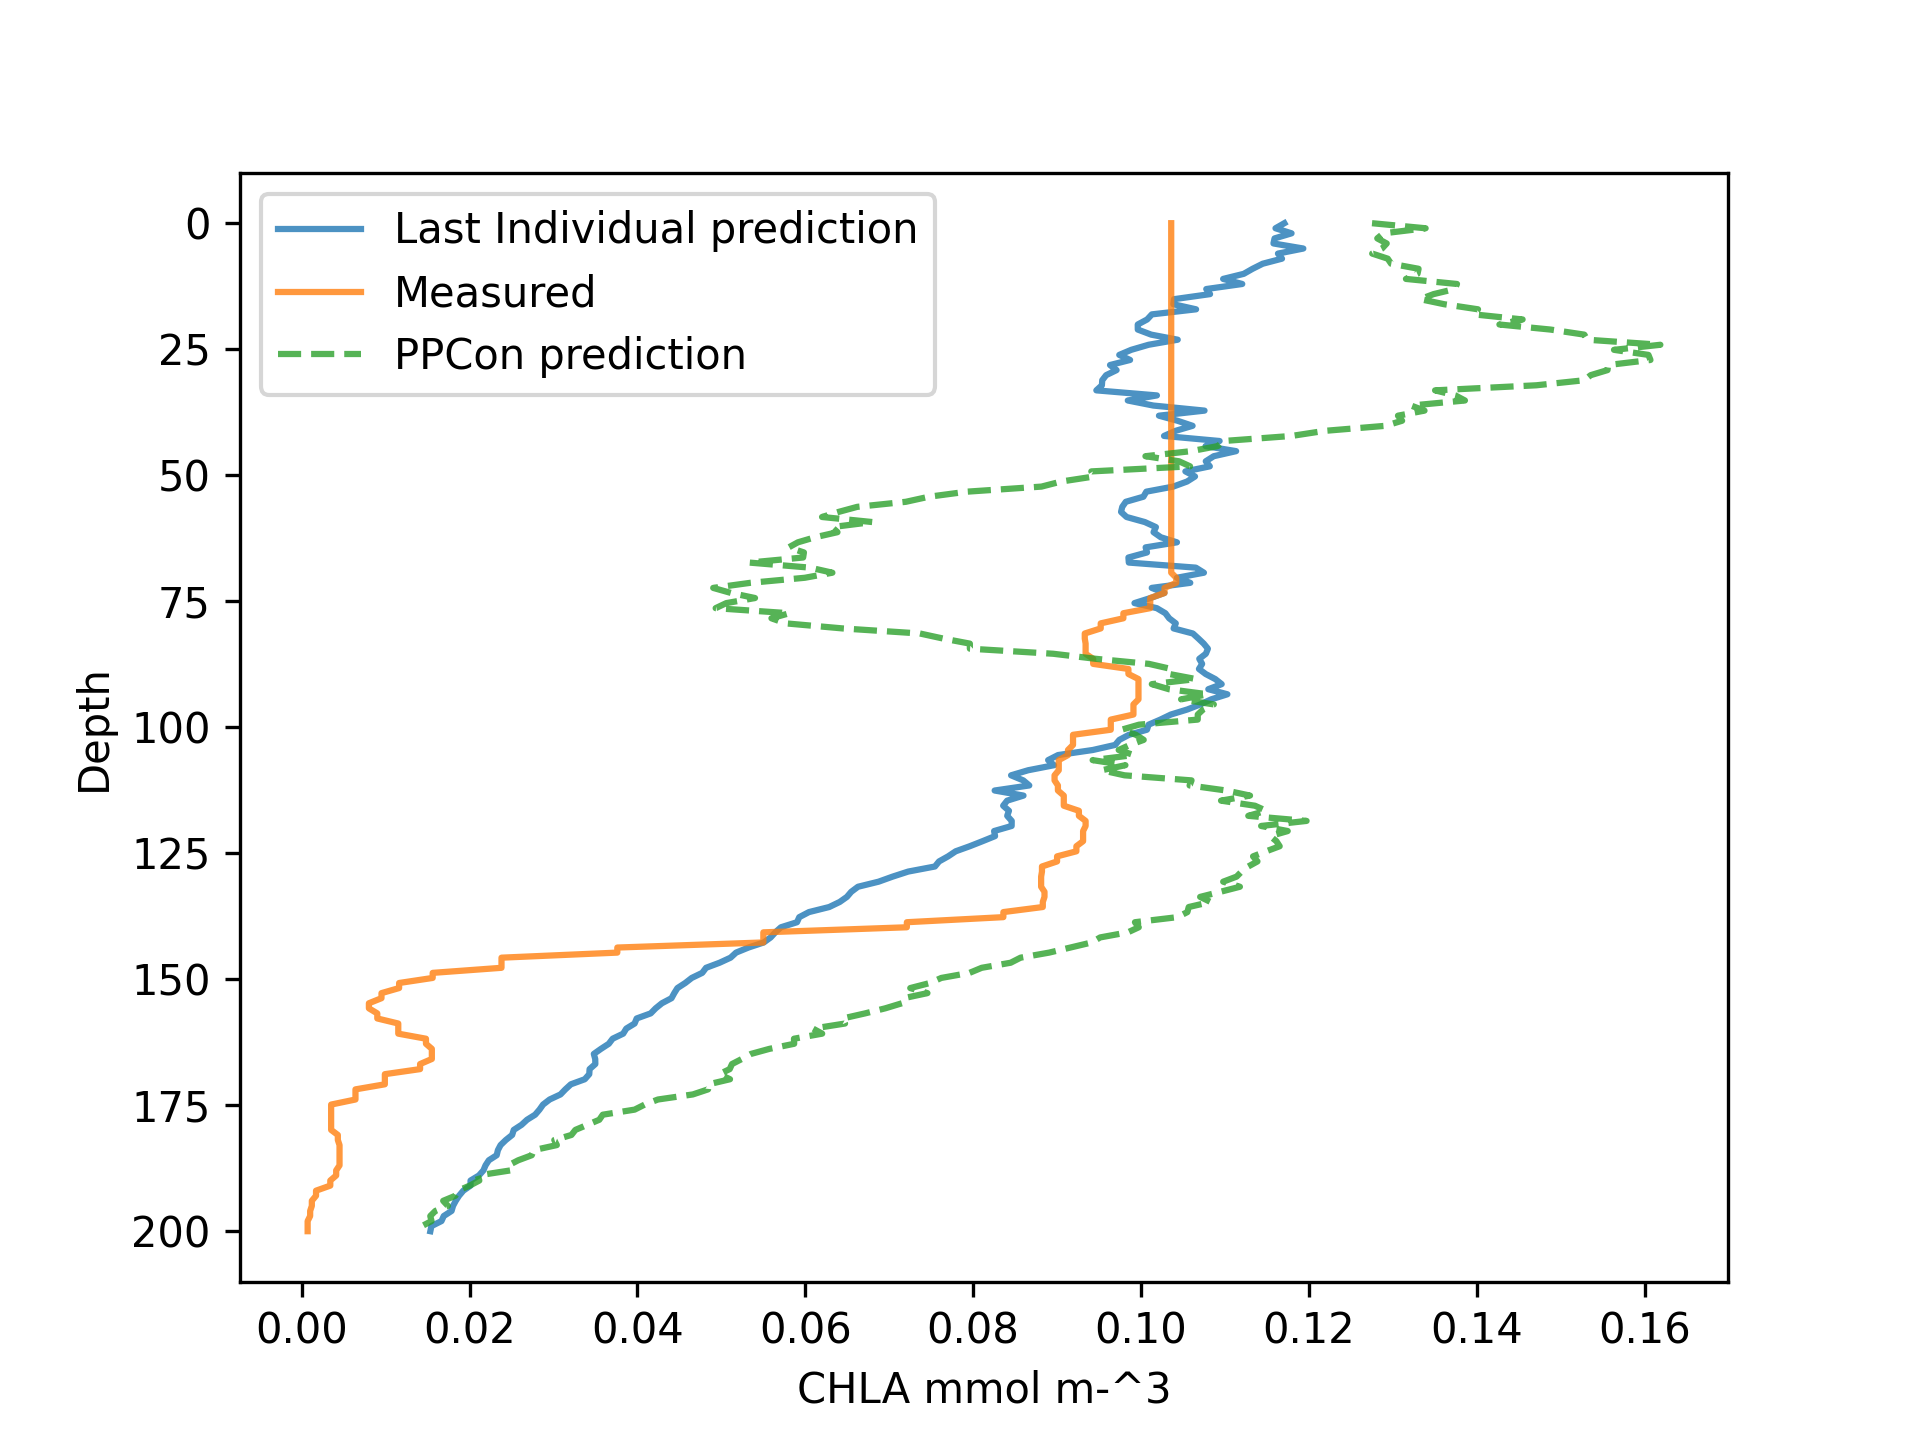 Last Individual prediction
Measured
PPCon prediction
0
25
50
75
100
125
150
175
200
Depth
0.00 0.02 0.04 0.06 0.08 0.10 0.12 0.14 0.16
CHLA mmol m-^3